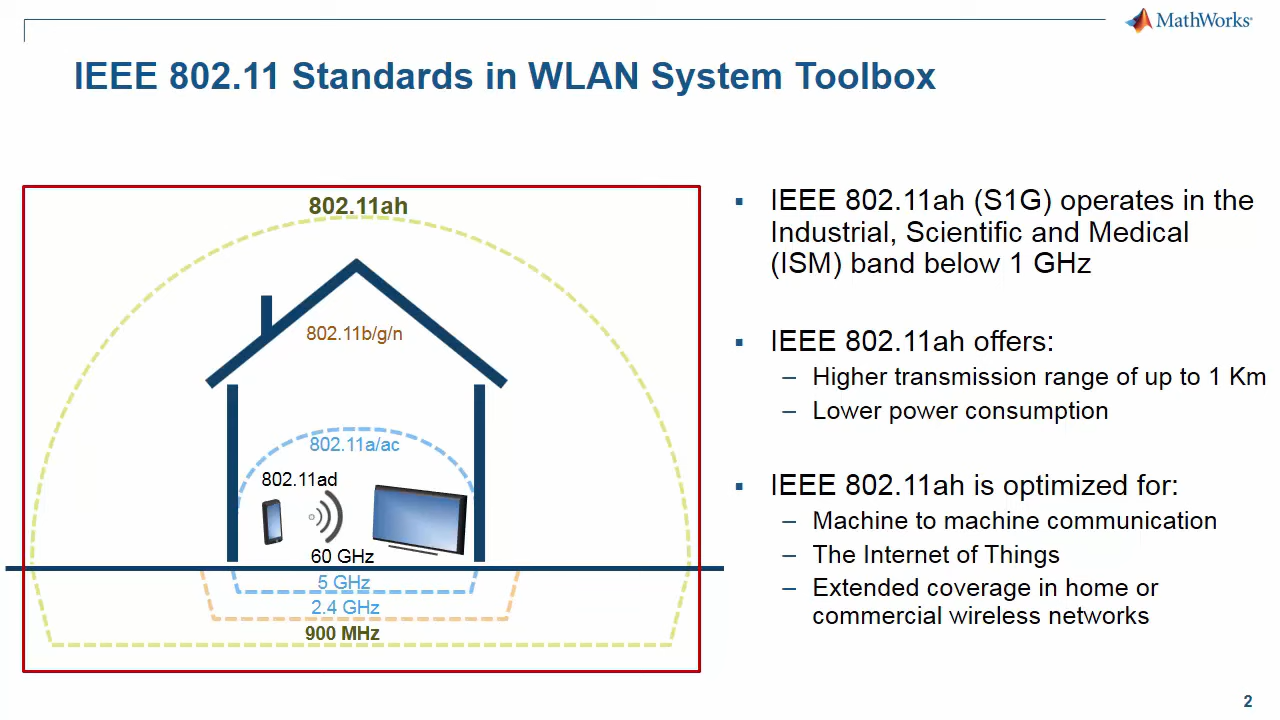 MathWorks
IEEE 802.11 Standards in WLAN System Toolbox
802.11ah
802.11b/g/n
802.11a/ac
802.11ad
60 GHz
5 GHz
2.4 GHz
900 MHz
▪ IEEE 802.11ah (S1G) operates in the
Industrial, Scientific and Medical
(ISM) band below 1 GHz
▪ IEEE 802.11ah offers:
– Higher transmission range of up to 1 Km
– Lower power consumption
▪ IEEE 802.11ah is optimized for:
– Machine to machine communication
– The Internet of Things
– Extended coverage in home or
commercial wireless networks
2